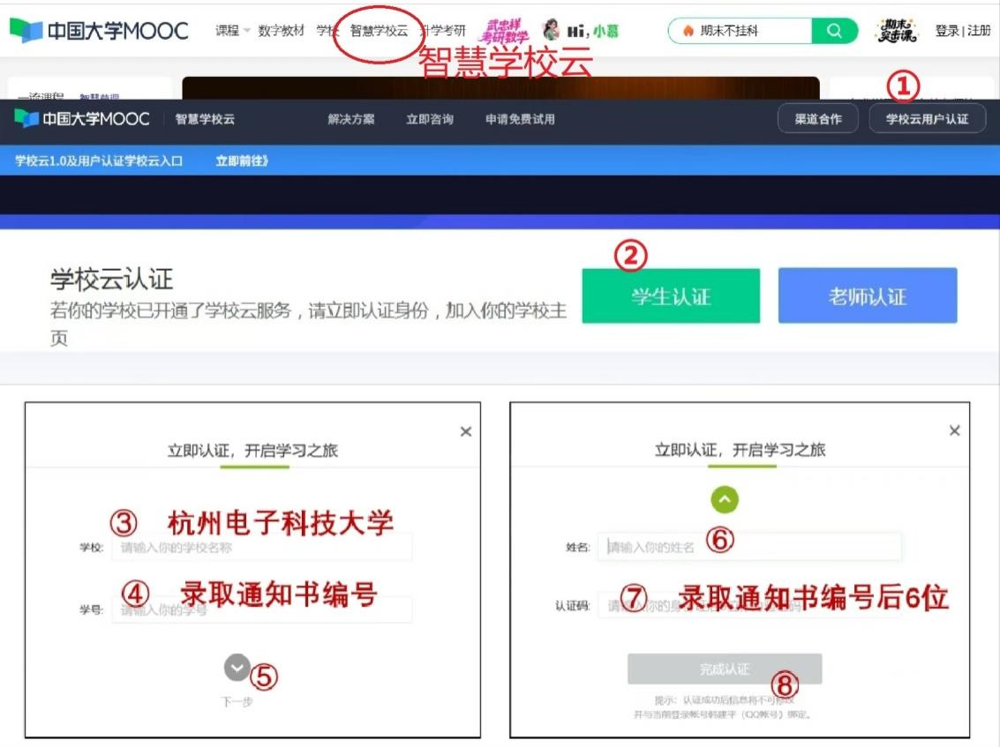 中国大学MOOC 课程 数字教材 学校 智慧学校云 升学考研 武忠祥考研数学 Hi,小慕 期末不挂科 期末突击课 登录|注册
智慧学校云
①
中国大学MOOC 智慧学校云 解决方案 立即咨询 申请免费试用 渠道合作 学校云用户认证
学校云1.0及用户认证学校云入口 立即前往》
②
学校云认证 学生认证 老师认证
若你的学校已开通了学校云服务，请立即认证身份，加入你的学校主
页
立即认证，开启学习之旅
③ 杭州电子科技大学
学校: 请输入你的学校名称
④ 录取通知书编号
学号: 请输入你的学号
⑤
下一步
立即认证，开启学习之旅
姓名: 请输入你的姓名 ⑥
⑦ 录取通知书编号后6位
认证码:
完成认证
⑧
提示：认证成功后信息将不可修改
并与当前登录帐号韩建平（QQ帐号）绑定。